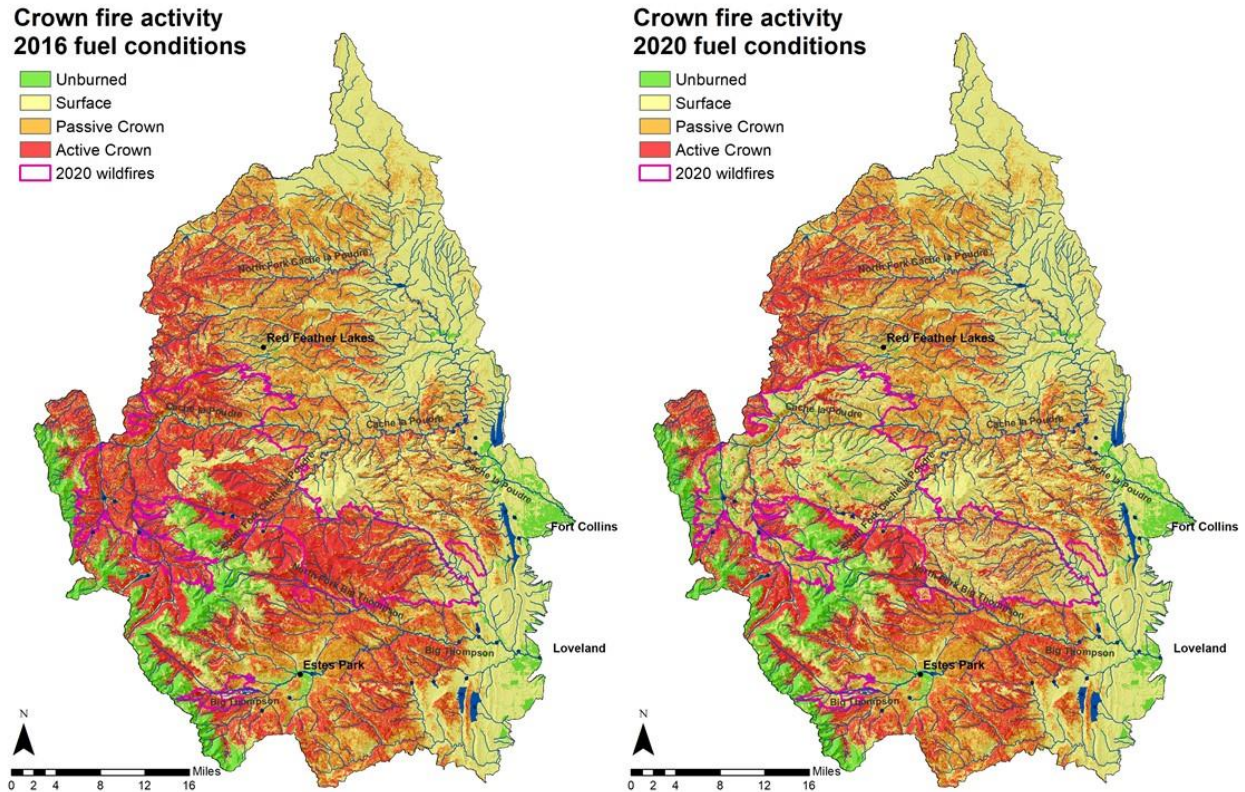 Crown fire activity
2016 fuel conditions
Unburned
Surface
Passive Crown
Active Crown
2020 wildfires
North Fork Cache la Poudre
Red Feather Lakes
Cache la Poudre
Cache la Poudre
Cache la Poudre
Fort Collins
North Fork Big Thompson
Loveland
Big Thompson
Estes Park
Big Thompson
N
0 2 4 8 12 16 Miles
Crown fire activity
2020 fuel conditions
Unburned
Surface
Passive Crown
Active Crown
2020 wildfires
North Fork Cache la Poudre
Red Feather Lakes
Cache la Poudre
Cache la Poudre
Cache la Poudre
Fort Collins
North Fork Big Thompson
Loveland
Big Thompson
Estes Park
Big Thompson
N
0 2 4 8 12 16 Miles